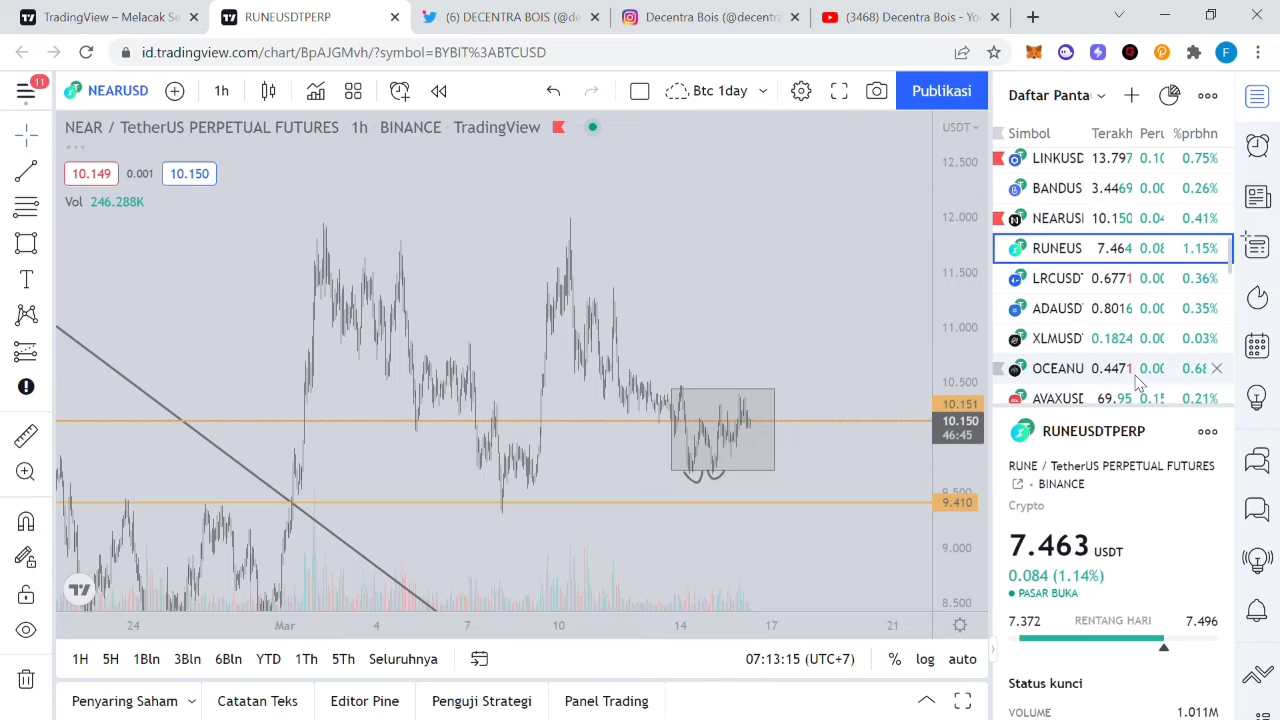 TradingView – Melacak Se
RUNEUSDTPERP
(6) DECENTRA BOIS (@de
Decentra Bois (@decentra
(3468) Decentra Bois - Yo
id.tradingview.com/chart/BpAJGMvh/?symbol=BYBIT%3ABTCUSD
F
11
NEARUSD
1h
Btc 1day
Publikasi
Daftar Panta
NEAR / TetherUS PERPETUAL FUTURES · 1h BINANCE TradingView
USDT
Simbol Terakh Peru %prbhn
10.149 0.001 10.150
Vol 246.288K
LINKUSD 13.797 0.10 0.75%
BANDUS 3.4469 0.00 0.26%
NEARUSI 10.150 0.04 0.41%
RUNEUS 7.464 0.08 1.15%
LRCUSDT 0.6771 0.00 0.36%
ADAUSD 0.8016 0.00 0.35%
XLMUSD 0.1824 0.00 0.03%
OCEANU 0.4471 0.00 0.68
AVAXUSD 69.95 0.15 0.21%
12.500
12.000
11.500
11.000
10.500
10.151
10.150
46:45
9.500
9.410
9.000
8.500
24 Mar 4 7 10 14 17 21
RUNEUSDTPERP
RUNE / TetherUS PERPETUAL FUTURES
BINANCE
Crypto
7.463 USDT
0.084 (1.14%)
PASAR BUKA
7.372 RENTANG HARI 7.496
Status kunci
VOLUME 1.011M
1H 5H 1Bln 3Bln 6Bln YTD 1Th 5Th Seluruhnya
07:13:15 (UTC+7) % log auto
Penyaring Saham Catatan Teks Editor Pine Penguji Strategi Panel Trading